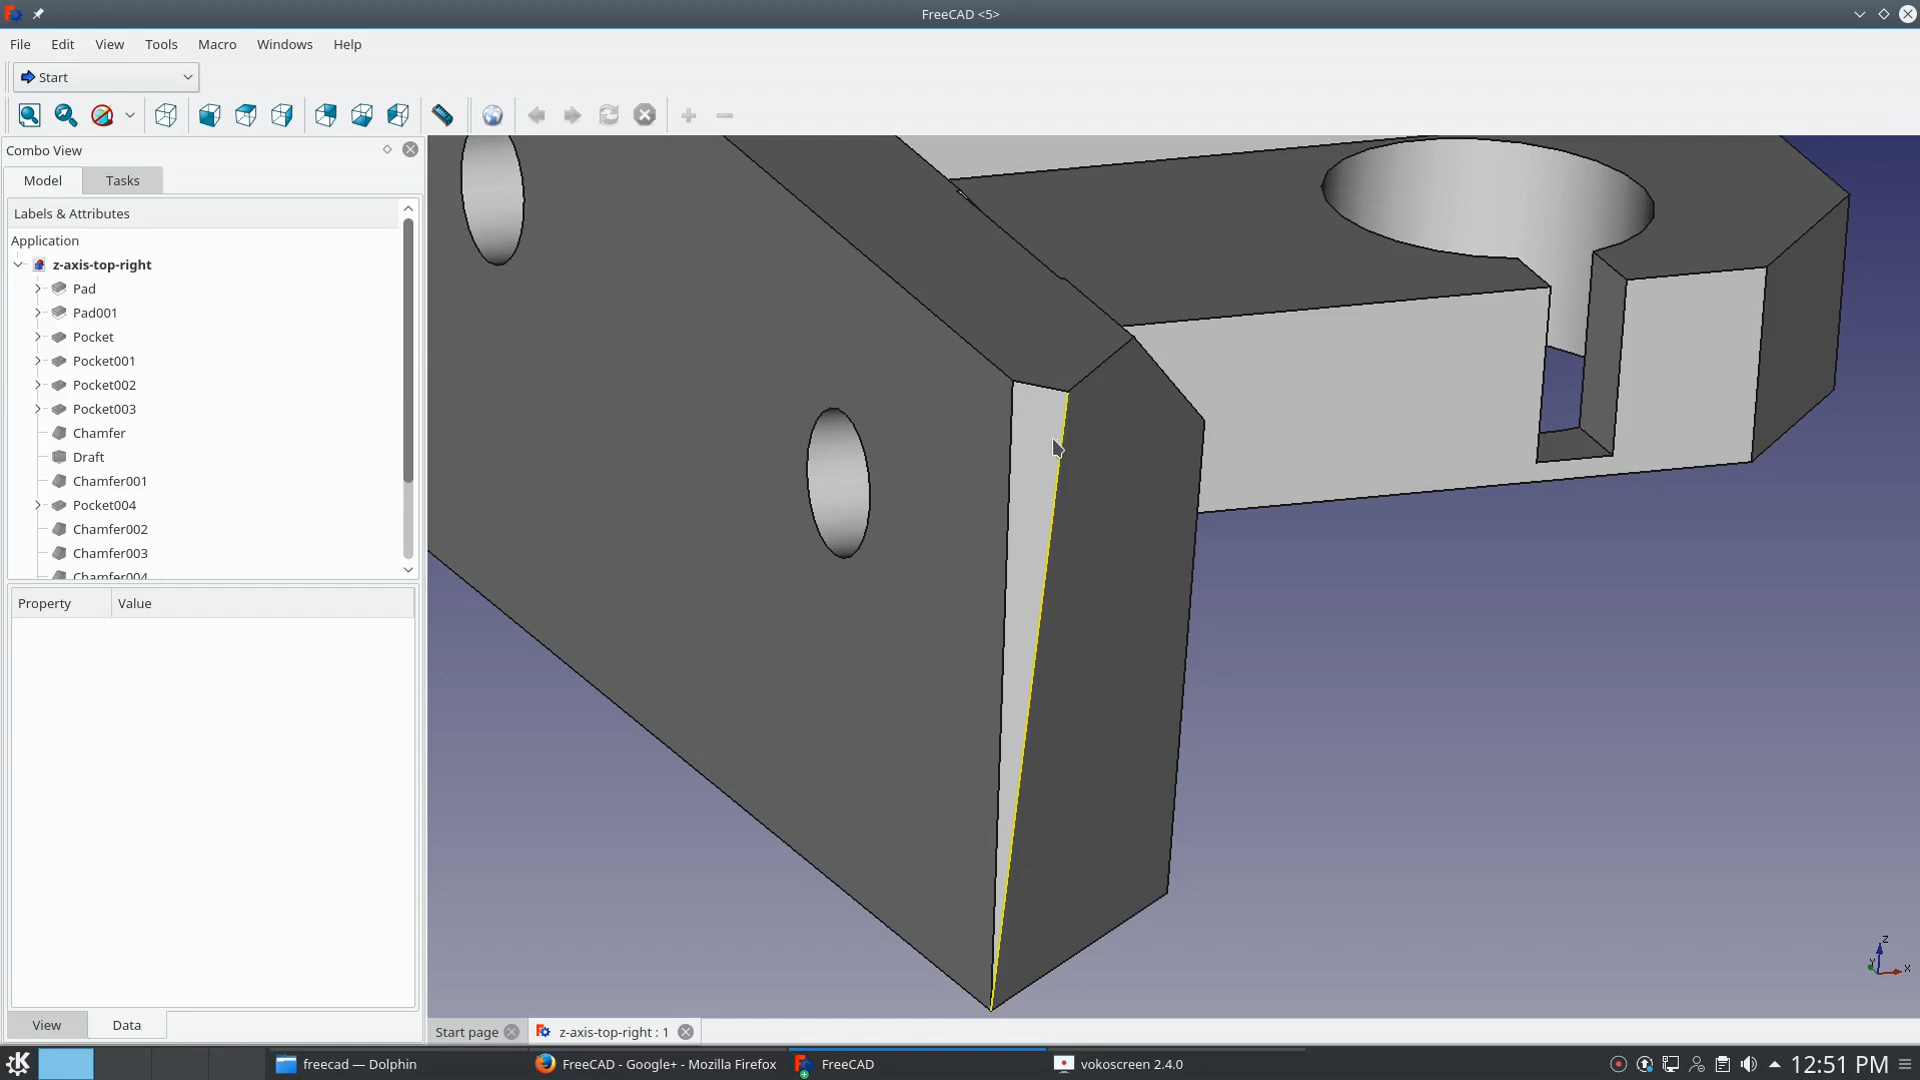 FreeCAD <5>
File Edit View Tools Macro Windows Help
Start
Combo View
Model Tasks
Labels & Attributes
Application
z-axis-top-right
Pad
Pad001
Pocket
Pocket001
Pocket002
Pocket003
Chamfer
Draft
Chamfer001
Pocket004
Chamfer002
Chamfer003
Chamfer004
Property Value
z
y x
View Data
Start page z-axis-top-right : 1
freecad — Dolphin FreeCAD - Google+ - Mozilla Firefox FreeCAD vokoscreen 2.4.0 12:51 PM